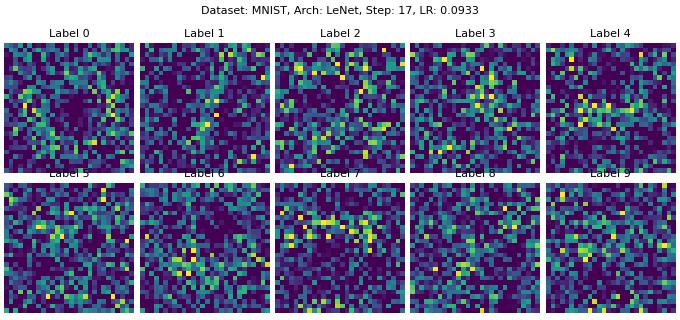 Dataset: MNIST, Arch: LeNet, Step: 17, LR: 0.0933
Label 0 Label 1 Label 2 Label 3 Label 4
Label 5 Label 6 Label 7 Label 8 Label 9